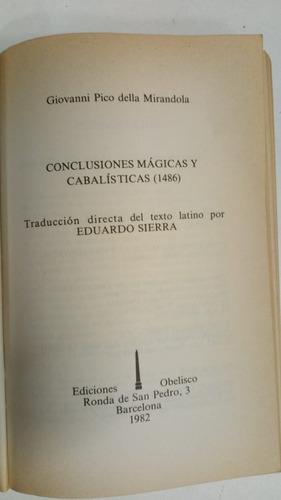 Giovanni Pico della Mirandola
CONCLUSIONES MÁGICAS Y
CABALÍSTICAS (1486)
Traducción directa del texto latino por
EDUARDO SIERRA
Ediciones Obelisco
Ronda de San Pedro, 3
Barcelona
1982